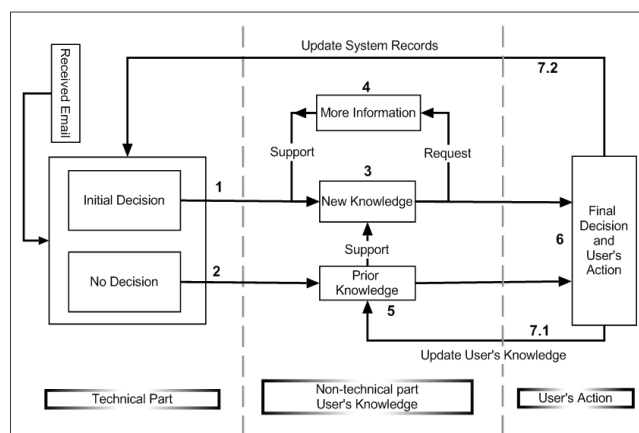 Update System Records
7.2
Received Email
4
More Information
Support
Request
3
1
Initial Decision
New Knowledge
Final
Decision
and
User's
Action
6
Support
2
No Decision
Prior
Knowledge
5
7.1
Update User's Knowledge
Technical Part
Non-technical part
User's Knowledge
User's Action